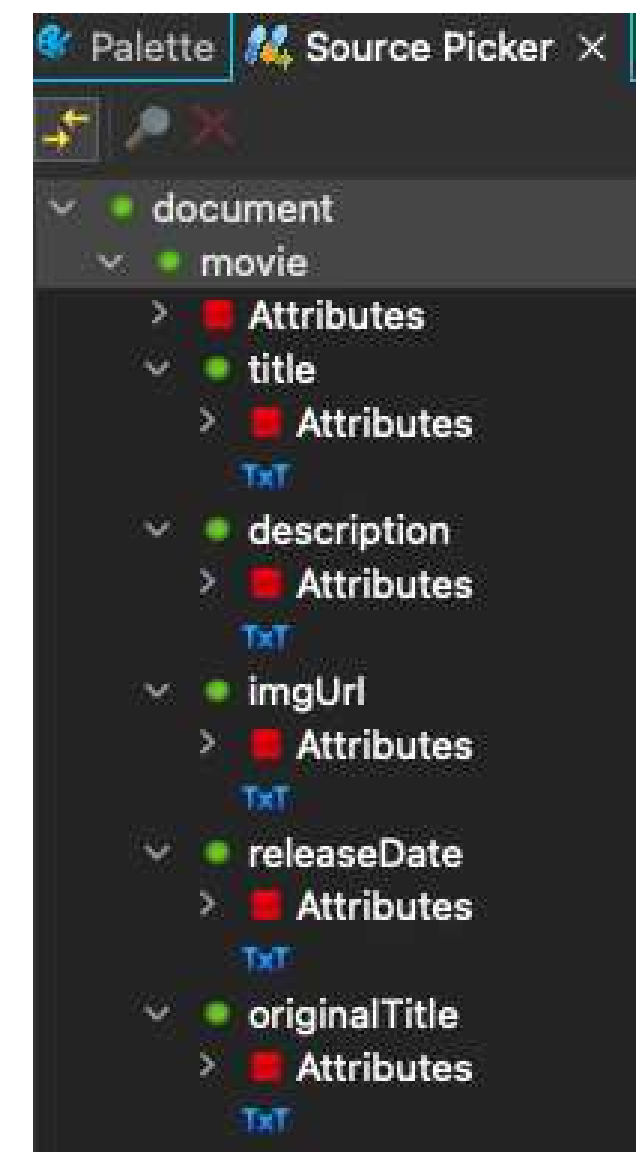 Palette Source Picker
document
movie
Attributes
title
Attributes
TxT
description
Attributes
TxT
imgUrl
Attributes
TxT
releaseDate
Attributes
TxT
originalTitle
Attributes
TxT